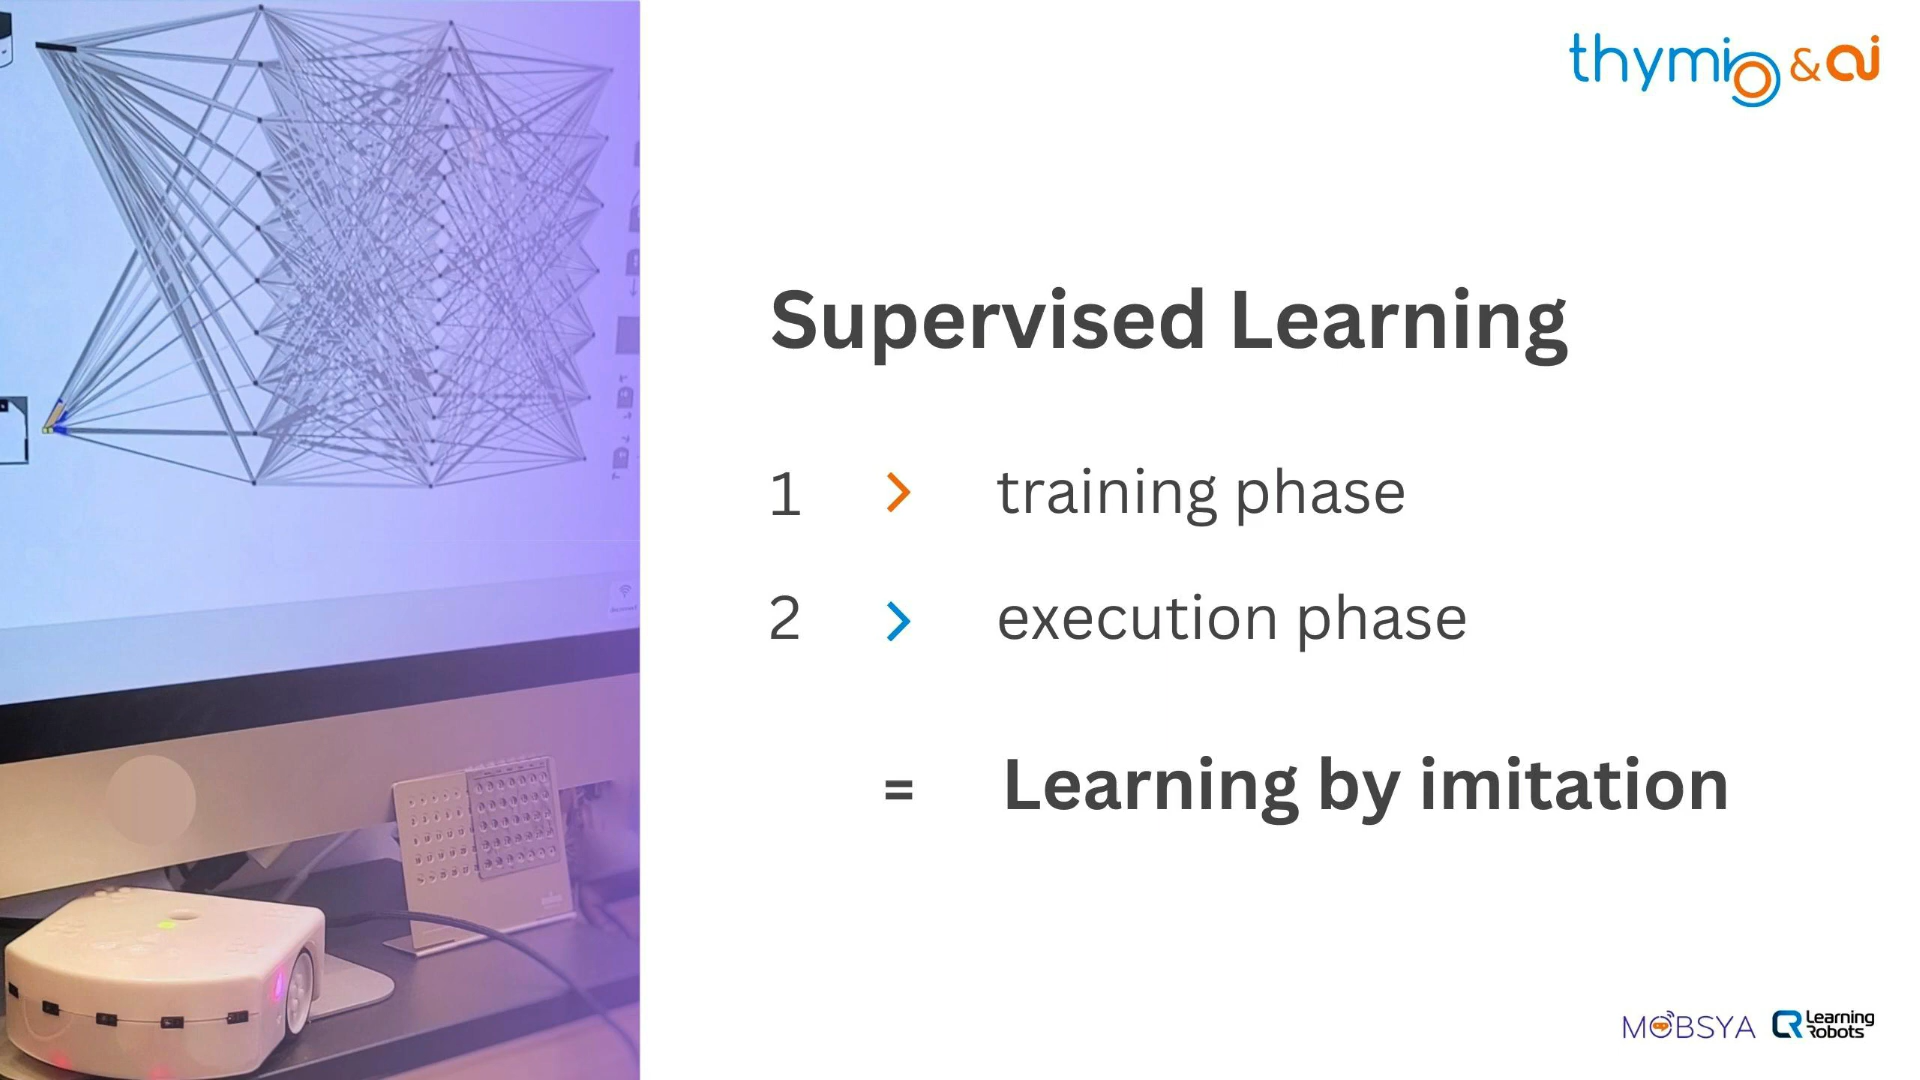 thymio & ai
Supervised Learning
1 > training phase
2 > execution phase
= Learning by imitation
MOBSYA
Learning
Robots